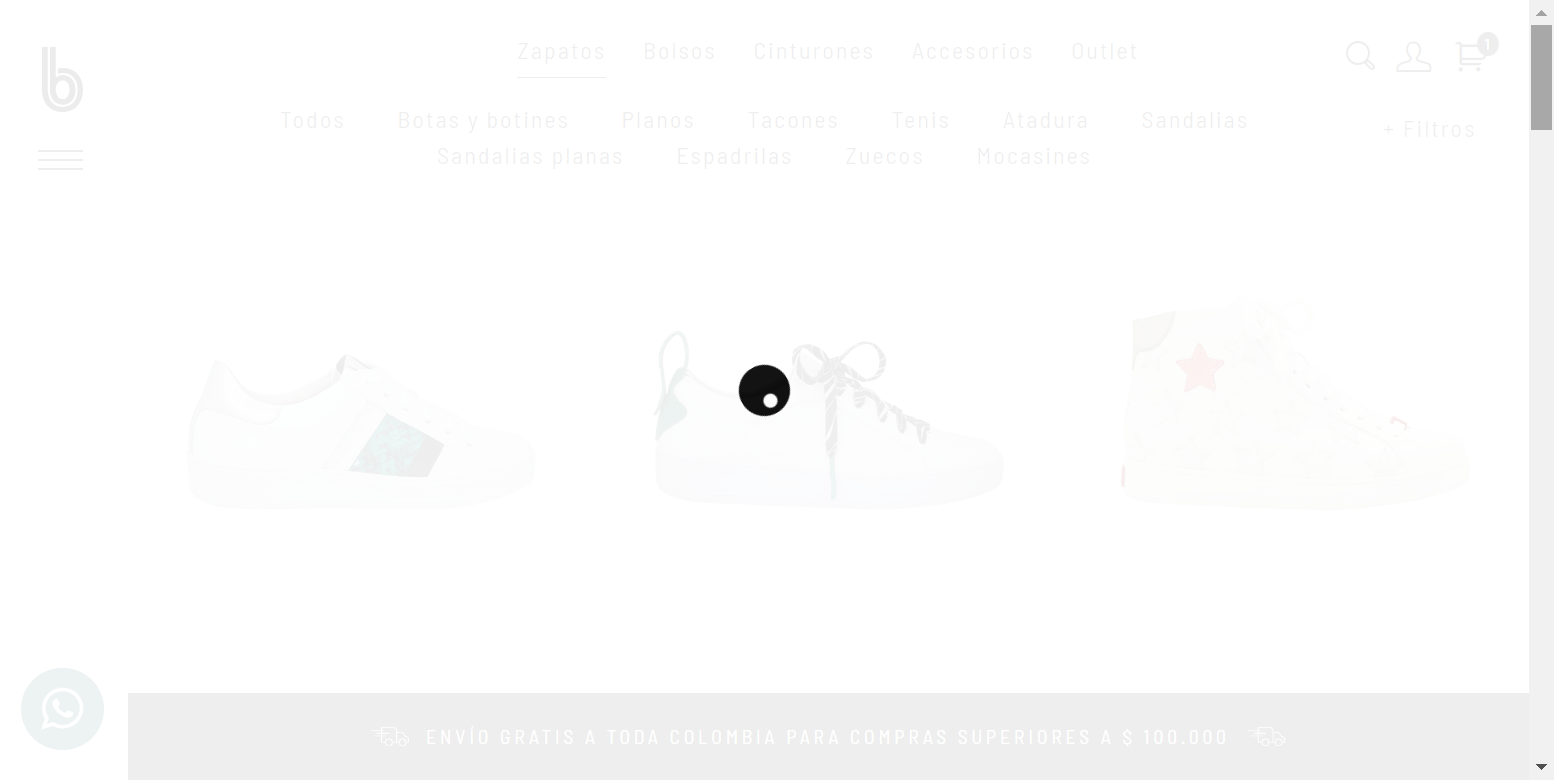 b
Zapatos Bolsos Cinturones Accesorios Outlet
1
Todos Botas y botines Planos Tacones Tenis Atadura Sandalias
+ Filtros
Sandalias planas Espadrilas Zuecos Mocasines
ENVÍO GRATIS A TODA COLOMBIA PARA COMPRAS SUPERIORES A $ 100.000